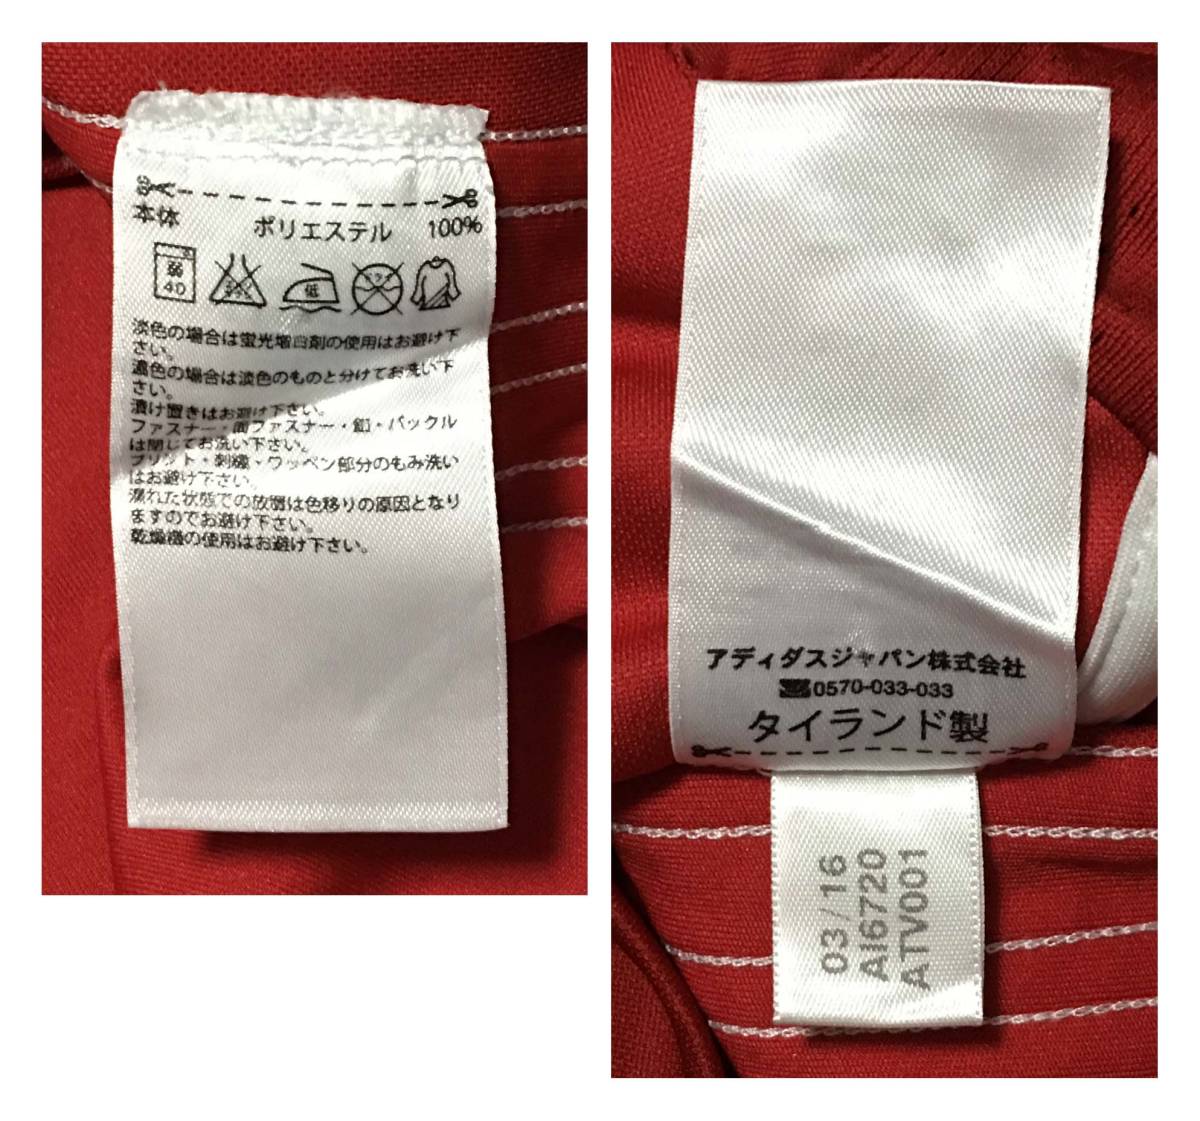 本体 ポリエステル 100%
弱
40
低
ドライ
淡色の場合は蛍光増白剤の使用はお避け下
さい。
濃色の場合は淡色のものと分けてお洗い下
さい。
漬け置きはお避け下さい。
ファスナー・面ファスナー・釦・バックル
は閉じてお洗い下さい。
プリント・刺繍・ワッペン部分のもみ洗い
はお避け下さい。
濡れた状態での放置は色移りの原因となり
ますのでお避け下さい。
乾燥機の使用はお避け下さい。
アディダスジャパン株式会社
0570-033-033
タイランド製
03/16
AI6720
ATV001